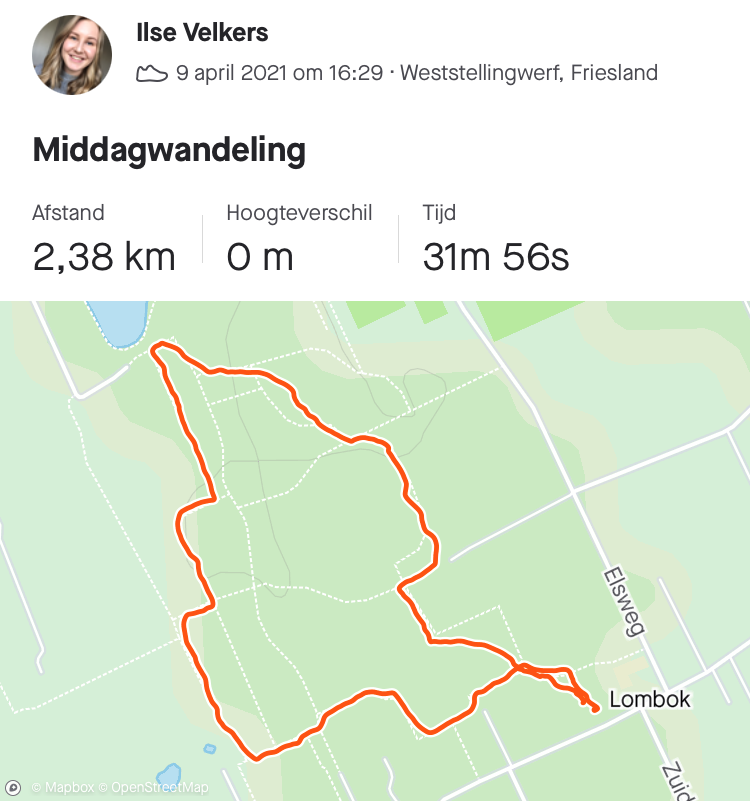 Ilse Velkers
9 april 2021 om 16:29 · Weststellingwerf, Friesland
Middagwandeling
Afstand
Hoogteverschil
Tijd
2,38 km
0 m
31m 56s
Elsweg
Lombok
Zuid
© Mapbox © OpenStreetMap